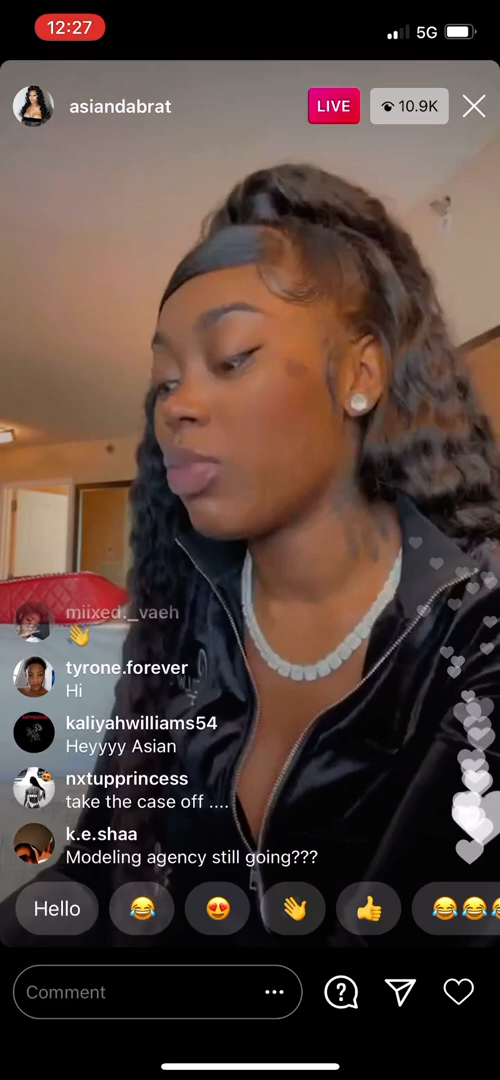 12:27
5G
asiandabrat
LIVE
10.9K
miixed._vaeh
👋
tyrone.forever
Hi
kaliyahwilliams54
Heyyyy Asian
nxtupprincess
take the case off ....
k.e.shaa
Modeling agency still going???
Hello 😂 😍 👋 👍 😂😂
Comment